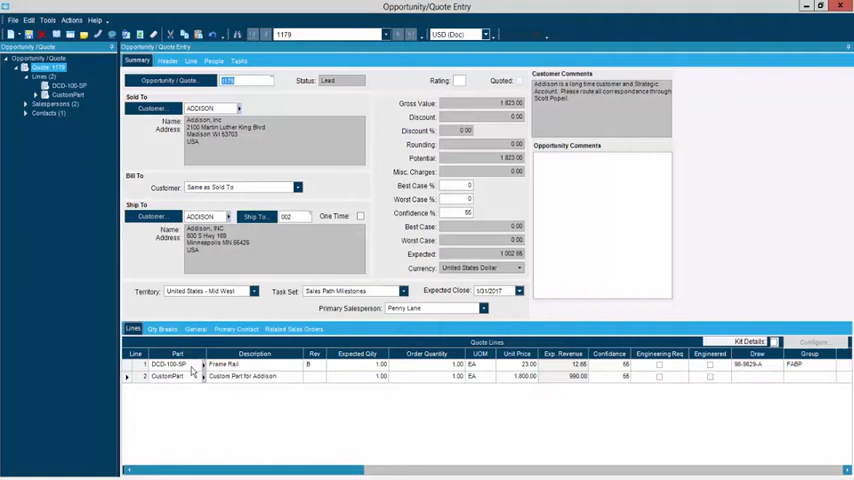 Opportunity/Quote Entry
File Edit Tools Actions Help
1179
USD (Doc)
Opportunity / Quote
Opportunity / Quote
Quote 1179
Lines (2)
DCD-100-SP
CustomPart
Salespersons (2)
Contacts (1)
Opportunity/Quote Entry
Summary Header Line People Tasks
Opportunity / Quote... 1179 Status: Lead Rating: Quoted:
Sold To
Customer... ADDISON
Name: Addison, Inc
Address: 2100 Martin Luther King Blvd
Madison WI 53703
USA
Bill To
Customer: Same as Sold To
Ship To
Customer... ADDISON Ship To... 002 One Time:
Name: Addison, INC
Address: 600 S Hwy 169
Minneapolis MN 55426
USA
Territory: United States - Mid West Task Set: Sales Path Milestones Expected Close: 1/31/2017
Primary Salesperson: Penny Lane
Gross Value: 1 823.00
Discount: 0.00
Discount %: 0.00
Rounding: 0.00
Potential: 1 823.00
Misc, Charges: 0.00
Best Case %: 0
Worst Case %: 0
Confidence %: 55
Best Case: 0.00
Worst Case: 0.00
Expected: 1 002.65
Currency: United States Dollar
Customer Comments
Addison is a long time customer and Strategic
Account. Please route all correspondence through
Scott Popeil.
Opportunity Comments
Lines Qty Breaks General Primary Contact Related Sales Orders
Quote Lines
Kit Details: Configure...
Line Part Description Rev Expected Qity Order Quantity UOM Unit Price Exp. Revenue Confidence Engineering Req Engineered Draw Group
1 DCD-100-SP Frame Rail B 1.00 1.00 EA 23.00 12.65 55 98-9829-A FABP
2 CustomPart Custom Part for Addison 1.00 1.00 EA 1,800.00 990.00 55